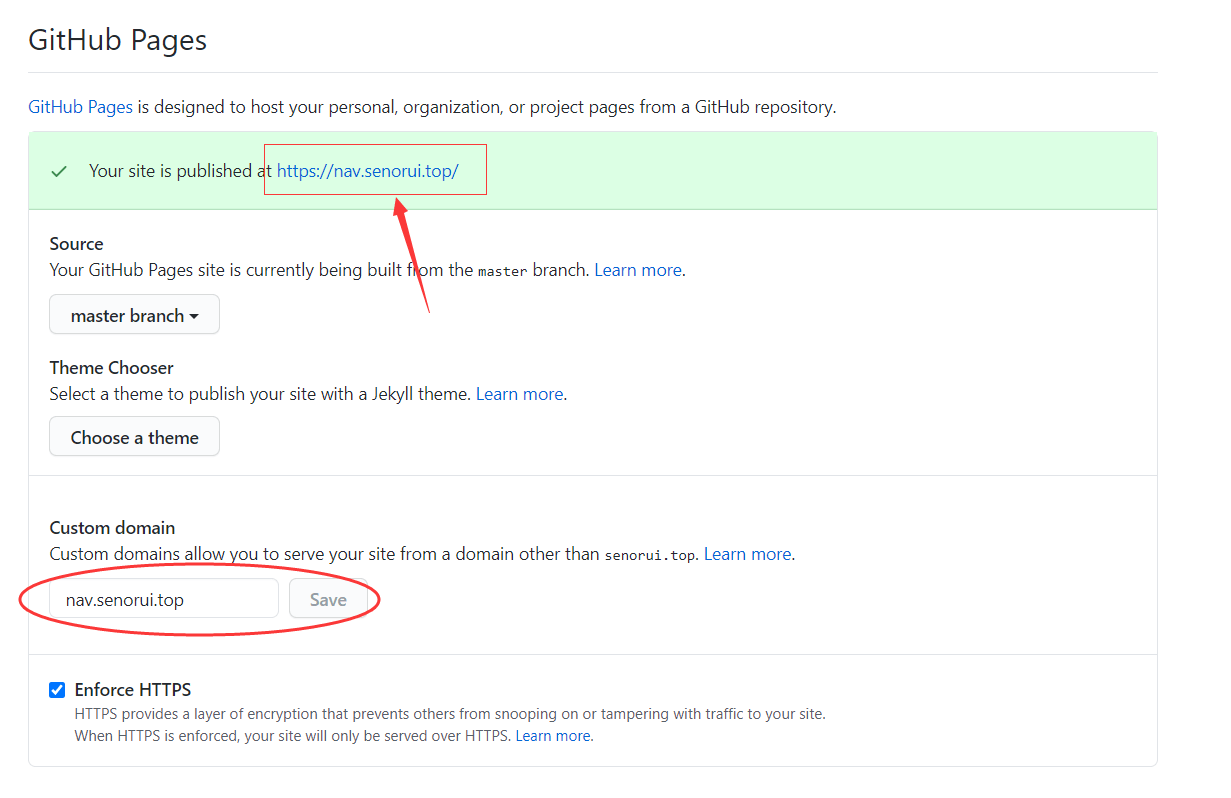 GitHub Pages
GitHub Pages is designed to host your personal, organization, or project pages from a GitHub repository.
Your site is published at https://nav.senorui.top/
Source
Your GitHub Pages site is currently being built from the master branch. Learn more.
master branch
Theme Chooser
Select a theme to publish your site with a Jekyll theme. Learn more.
Choose a theme
Custom domain
Custom domains allow you to serve your site from a domain other than senorui.top. Learn more.
nav.senorui.top Save
Enforce HTTPS
HTTPS provides a layer of encryption that prevents others from snooping on or tampering with traffic to your site.
When HTTPS is enforced, your site will only be served over HTTPS. Learn more.